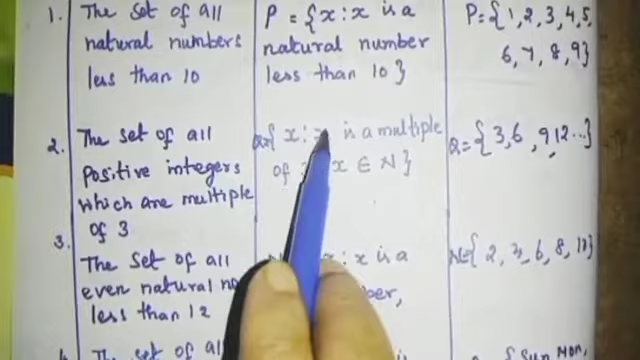 1. The set of all
natural numbers
less than 10
P = {x : x is a
natural number
less than 10}
P = {1, 2, 3, 4, 5,
6, 7, 8, 9}
2. The set of all
positive integers
which are multiple
of 3
Q={ x : x is a multiple
of x ∈ N}
Q = {3, 6, 9, 12 ...}
3. The set of all
even natural
less than 12
x : x is a
N= { 2, 4, 6, 8, 10}
The set of all
{ Sun, Mon,